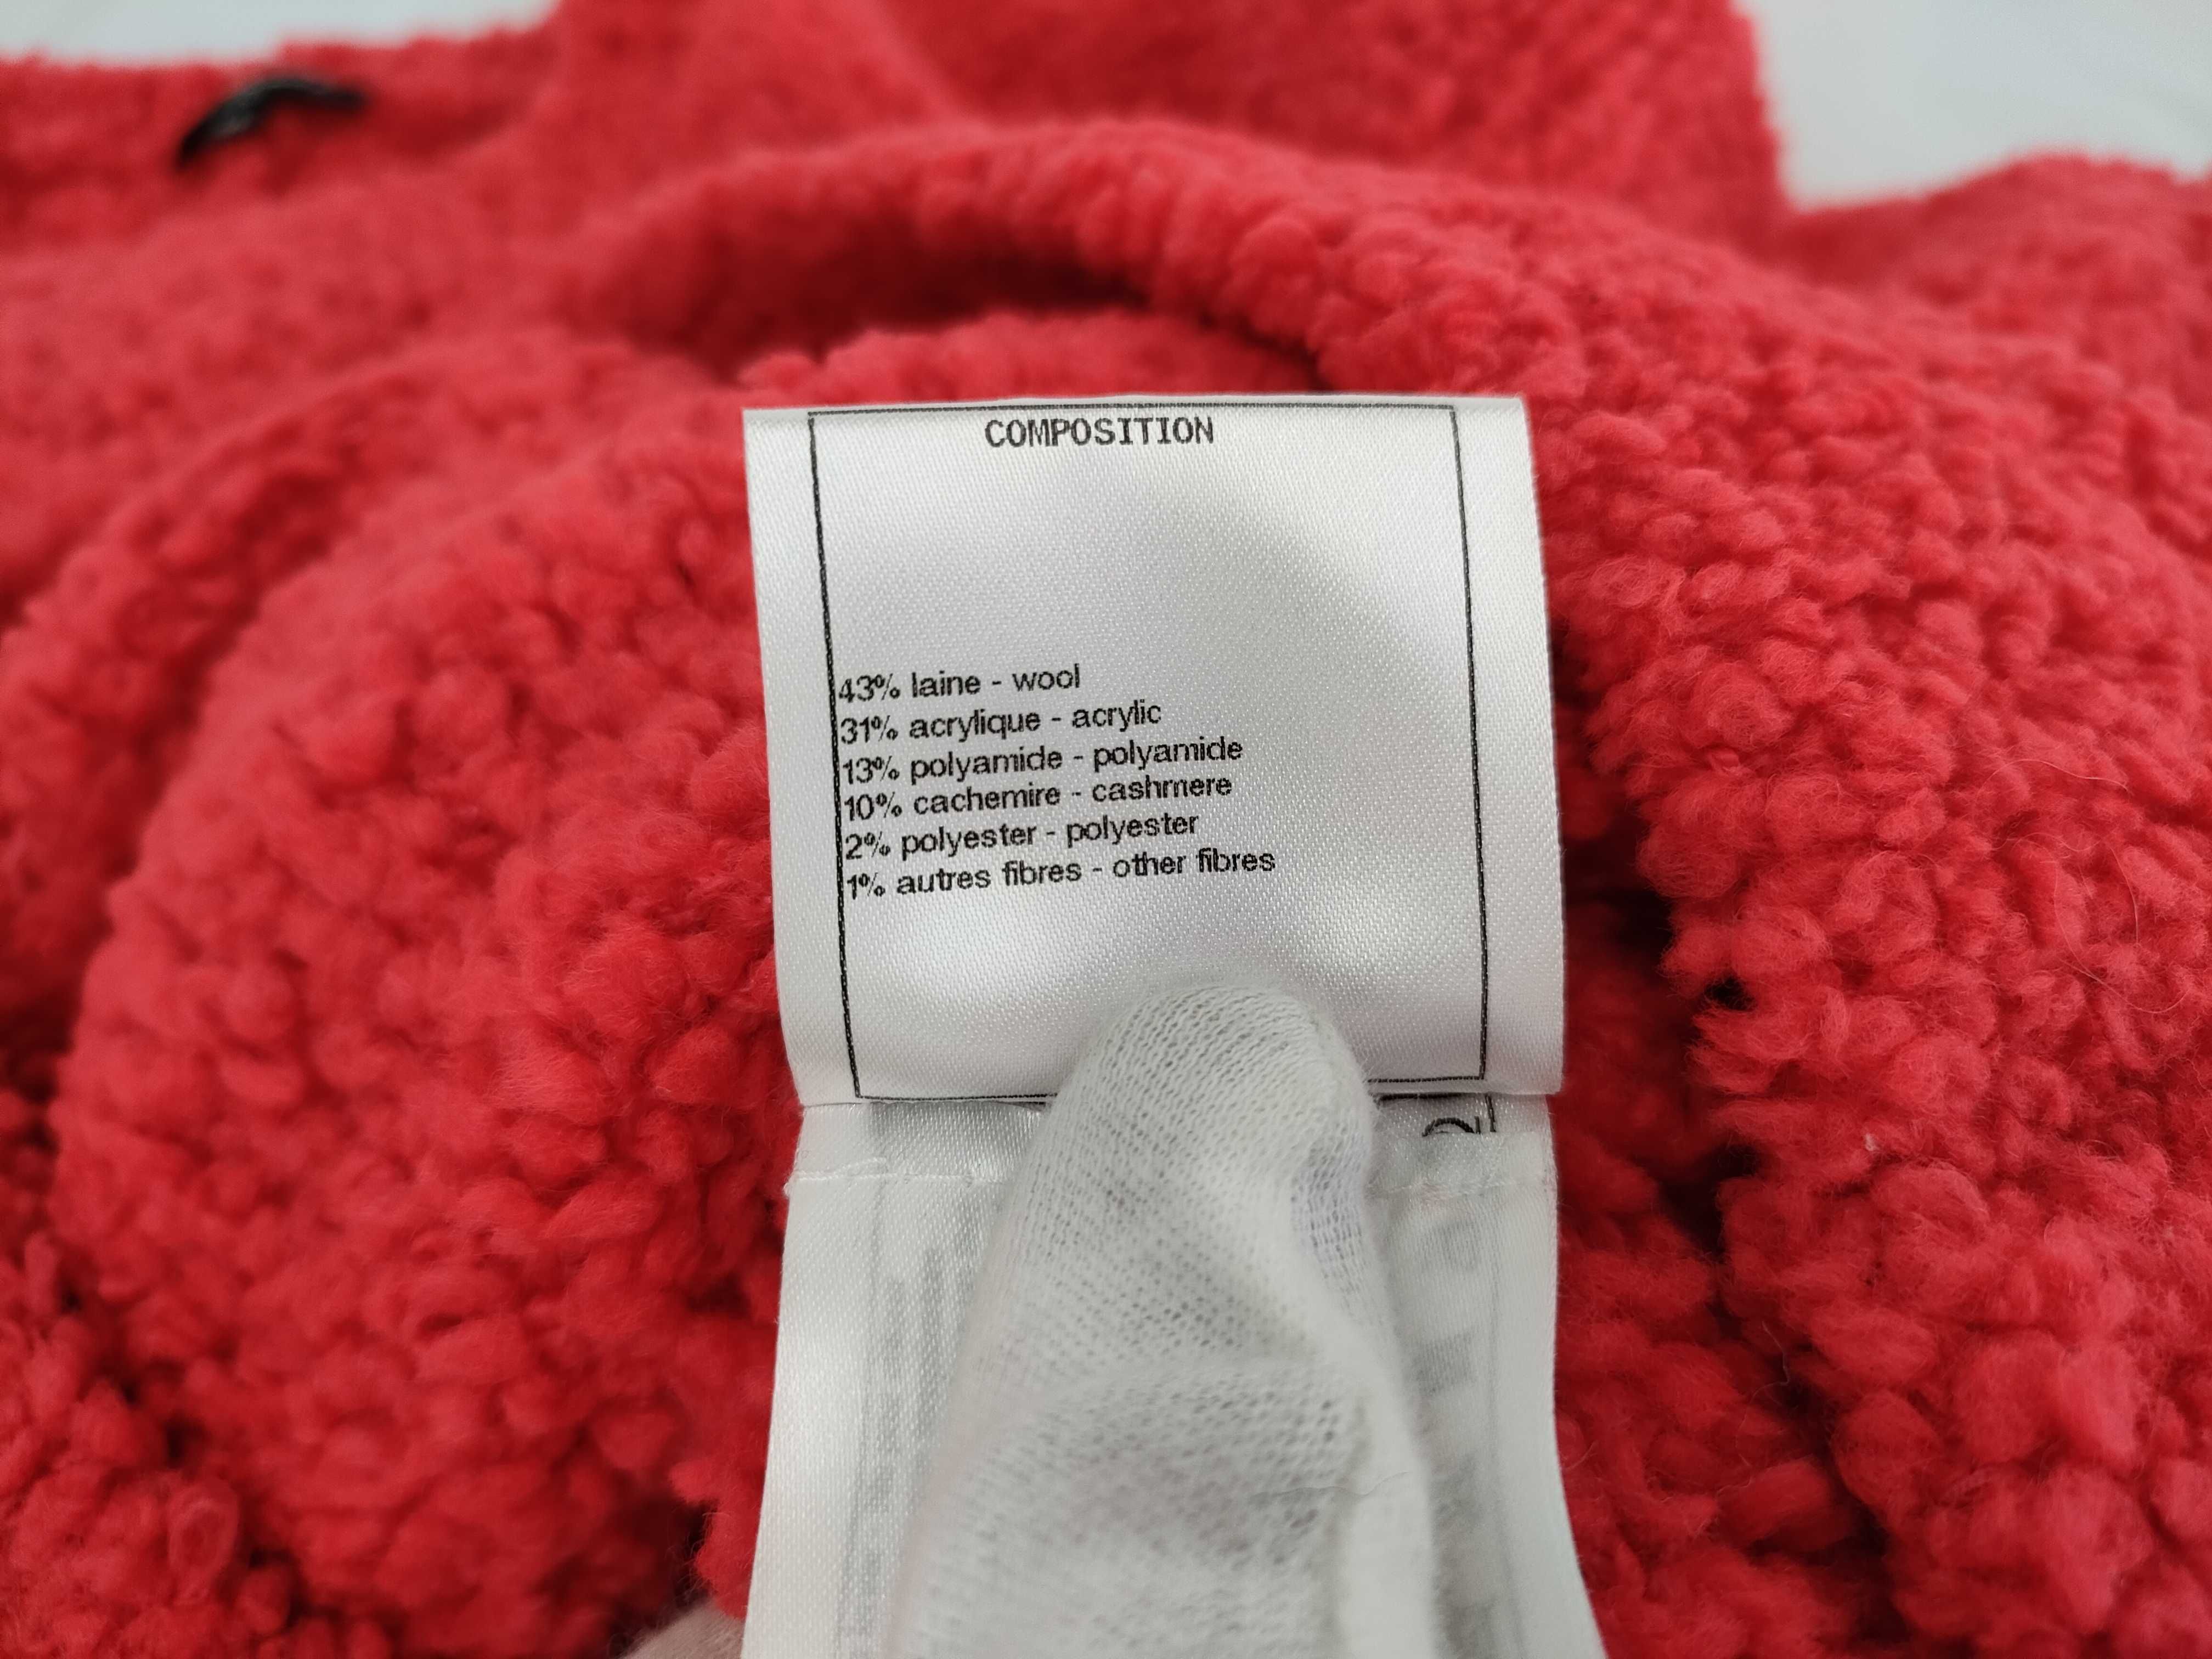 COMPOSITION
43% laine - wool
31% acrylique - acrylic
13% polyamide - polyamide
10% cachemire - cashmere
2% polyester - polyester
1% autres fibres - other fibres